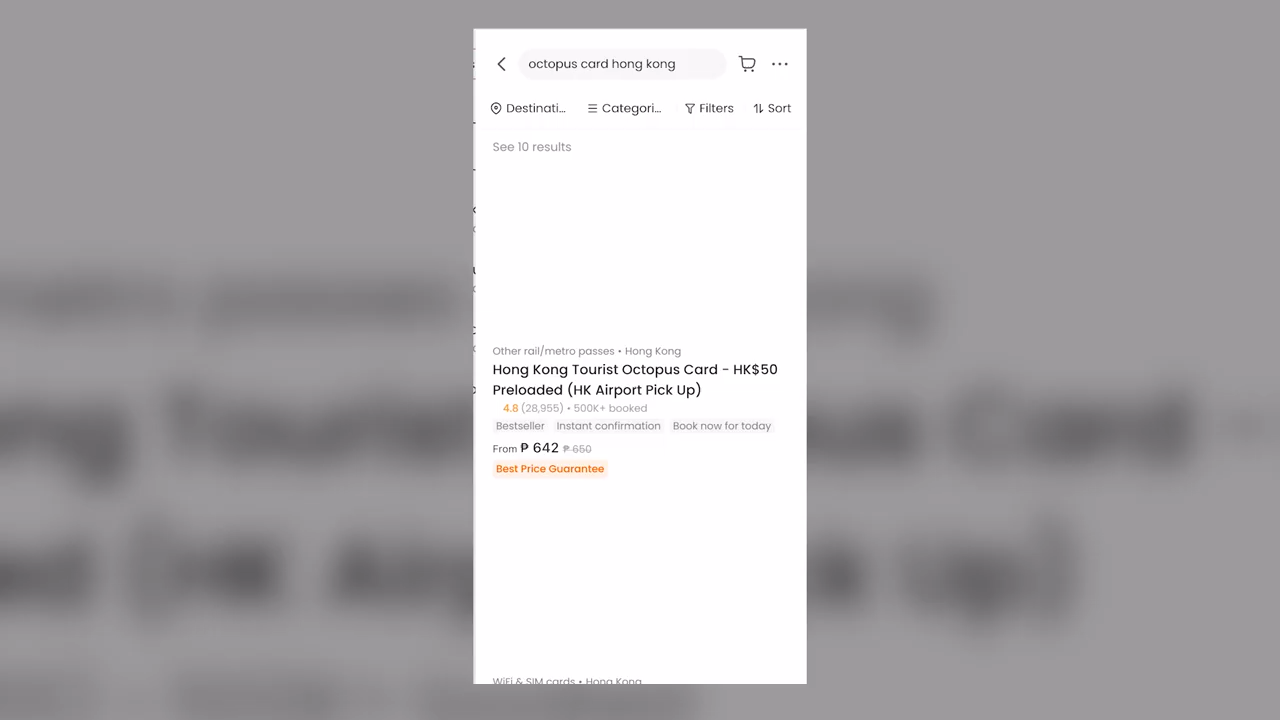 octopus card hong kong
Destinati... Categori... Filters Sort
See 10 results
Other rail/metro passes • Hong Kong
Hong Kong Tourist Octopus Card - HK$50
Preloaded (HK Airport Pick Up)
4.8 (28,955) • 500K+ booked
Bestseller Instant confirmation Book now for today
From ₱ 642 ₱ 650
Best Price Guarantee
WiFi & SIM cards • Hong Kong